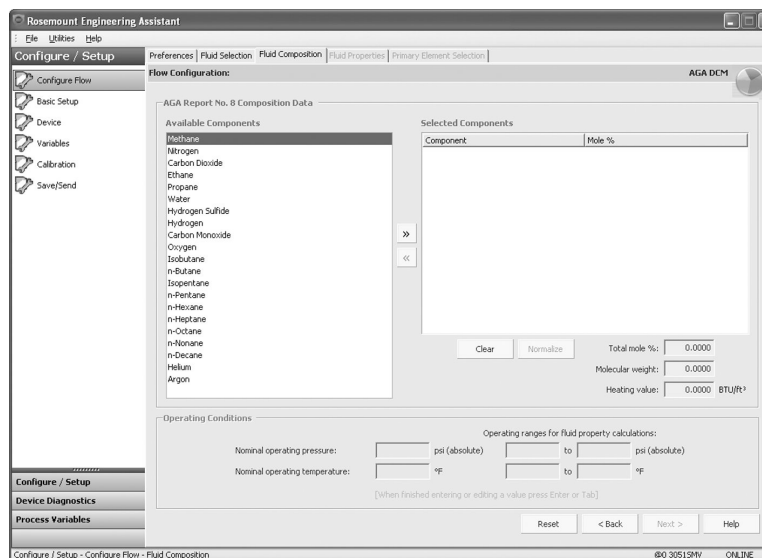 Rosemount Engineering Assistant
File Utilities Help
Configure / Setup
Preferences Fluid Selection Fluid Composition Fluid Properties Primary Element Selection
Flow Configuration: AGA DCM
Configure Flow
Basic Setup
Device
Variables
Calibration
Save/Send
AGA Report No. 8 Composition Data
Available Components
Methane
Nitrogen
Carbon Dioxide
Ethane
Propane
Water
Hydrogen Sulfide
Hydrogen
Carbon Monoxide
Oxygen
Isobutane
n-Butane
Isopentane
n-Pentane
n-Hexane
n-Heptane
n-Octane
n-Nonane
n-Decane
Helium
Argon
»
«
Selected Components
Component Mole %
Clear Normalize
Total mole %: 0.0000
Molecular weight: 0.0000
Heating value: 0.0000 BTU/ft³
Operating Conditions
Operating ranges for fluid property calculations:
Nominal operating pressure: psi (absolute) to psi (absolute)
Nominal operating temperature: °F to °F
[When finished entering or editing a value press Enter or Tab]
Configure / Setup
Device Diagnostics
Process Variables
Reset < Back Next > Help
Configure / Setup - Configure Flow - Fluid Composition @0 3051SMV ONLINE